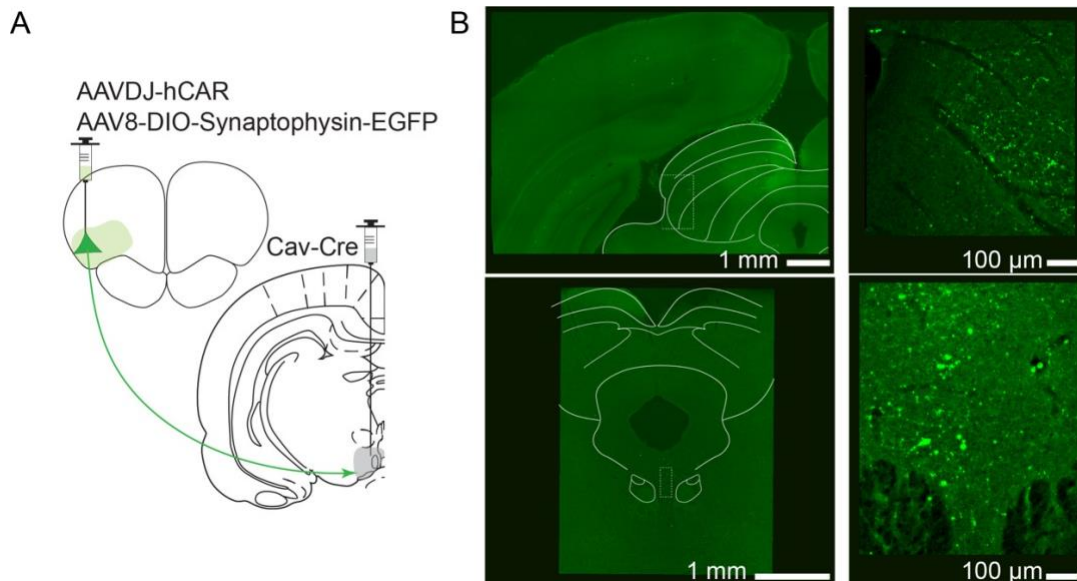 A
B
AAVDJ-hCAR
AAV8-DIO-Synaptophysin-EGFP
Cav-Cre
1 mm
100 µm
1 mm
100 µm